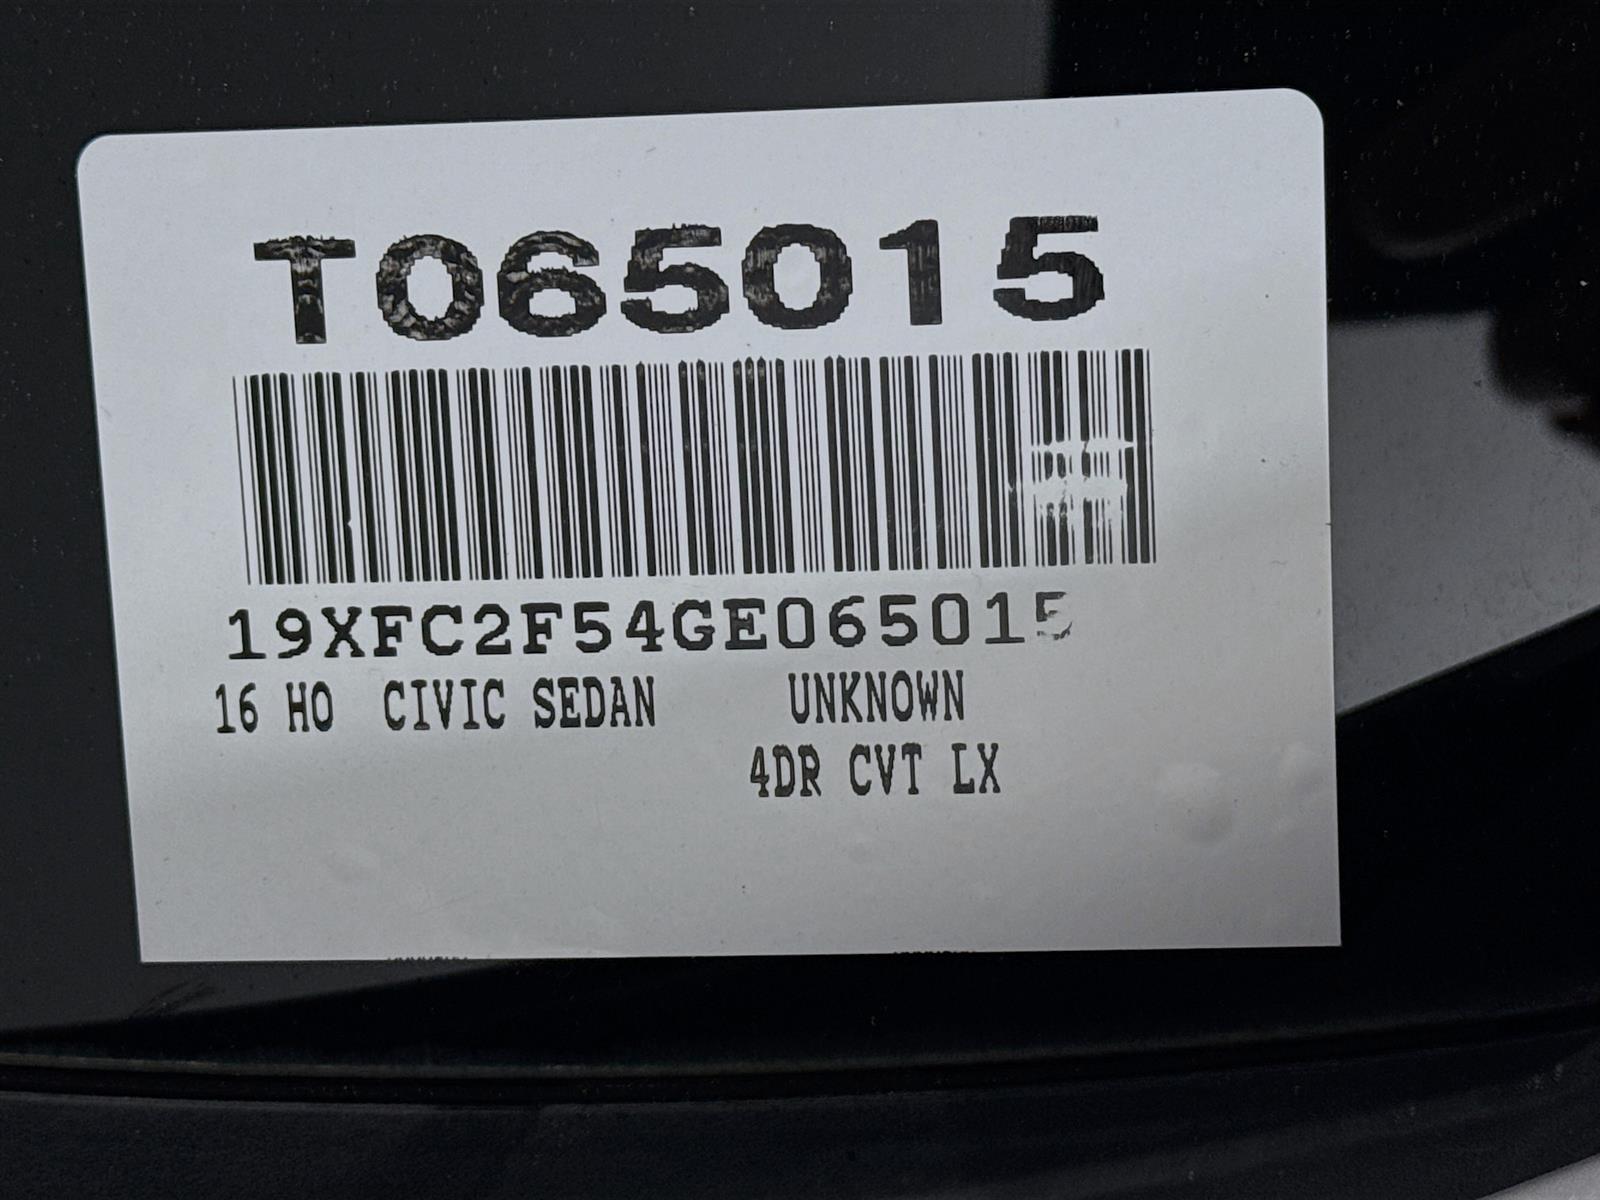 T065015
19XFC2F54GE065015
16 HO CIVIC SEDAN UNKNOWN
4DR CVT LX